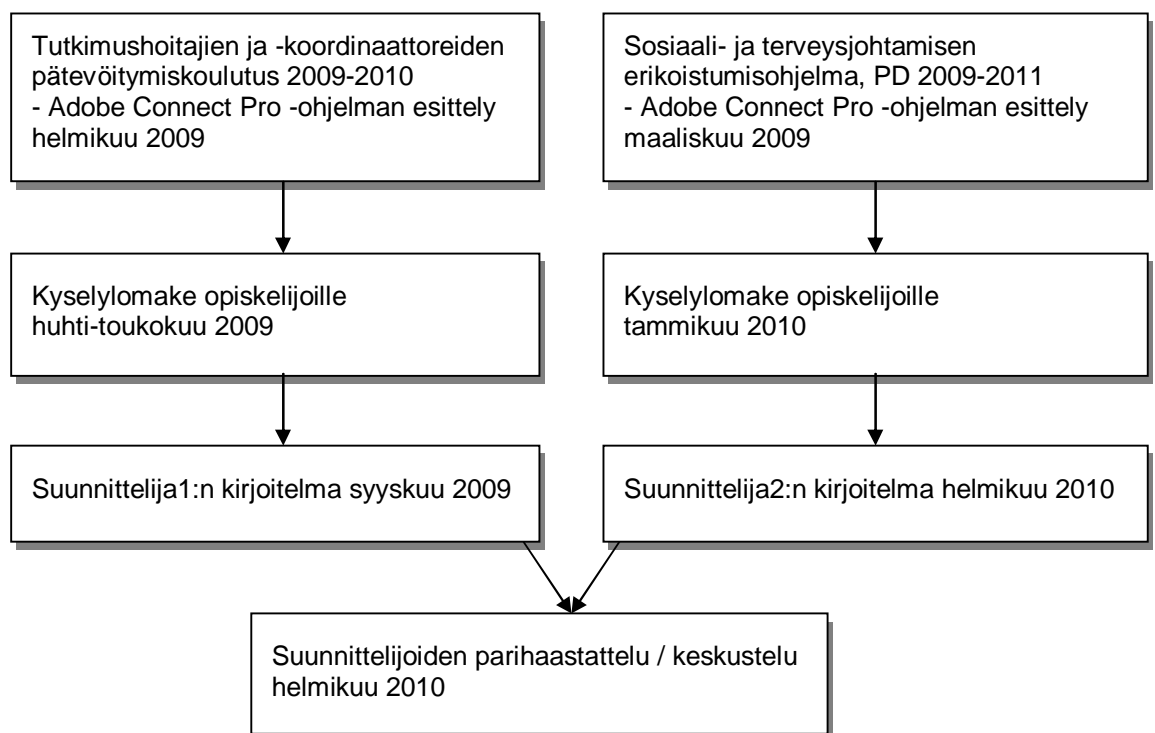 Tutkimushoitajien ja -koordinaattoreiden
pätevöitymiskoulutus 2009-2010
- Adobe Connect Pro -ohjelman esittely
helmikuu 2009
Sosiaali- ja terveysjohtamisen
erikoistumisohjelma, PD 2009-2011
- Adobe Connect Pro -ohjelman esittely
maaliskuu 2009
Kyselylomake opiskelijoille
huhti-toukokuu 2009
Kyselylomake opiskelijoille
tammikuu 2010
Suunnittelija1:n kirjoitelma syyskuu 2009
Suunnittelija2:n kirjoitelma helmikuu 2010
Suunnittelijoiden parihaastattelu / keskustelu
helmikuu 2010